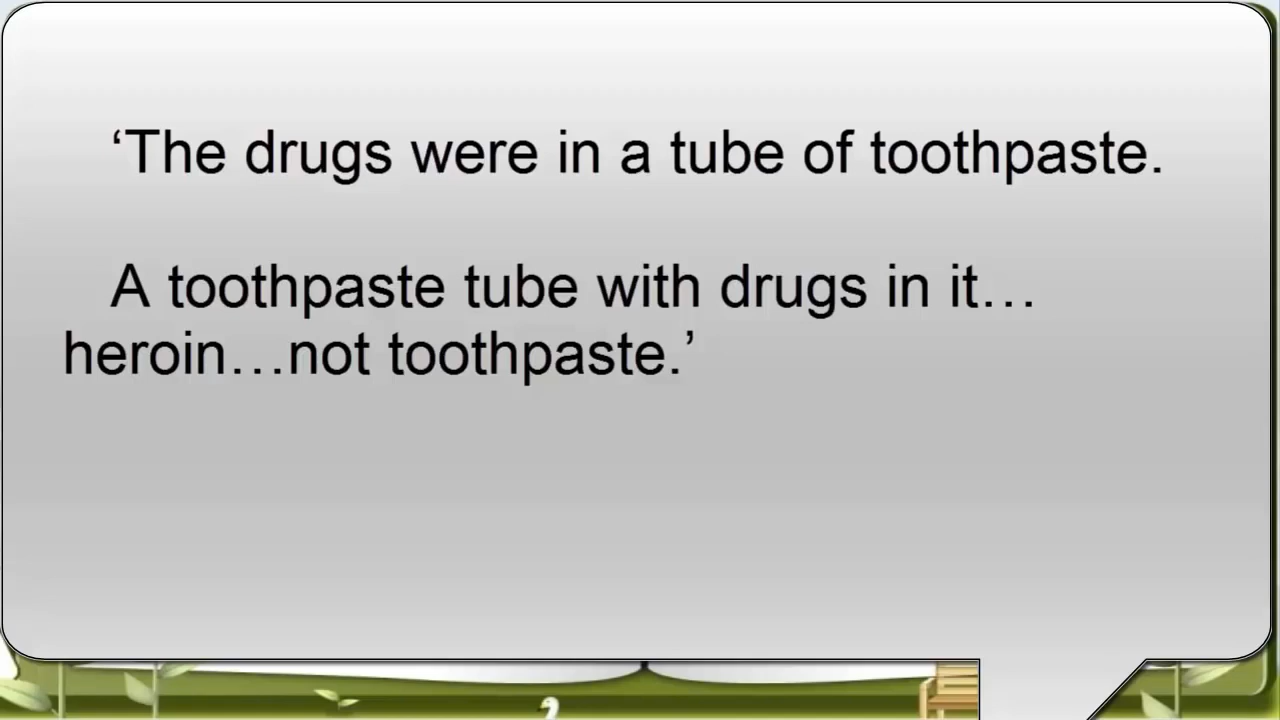 ‘The drugs were in a tube of toothpaste.
A toothpaste tube with drugs in it…
heroin…not toothpaste.’